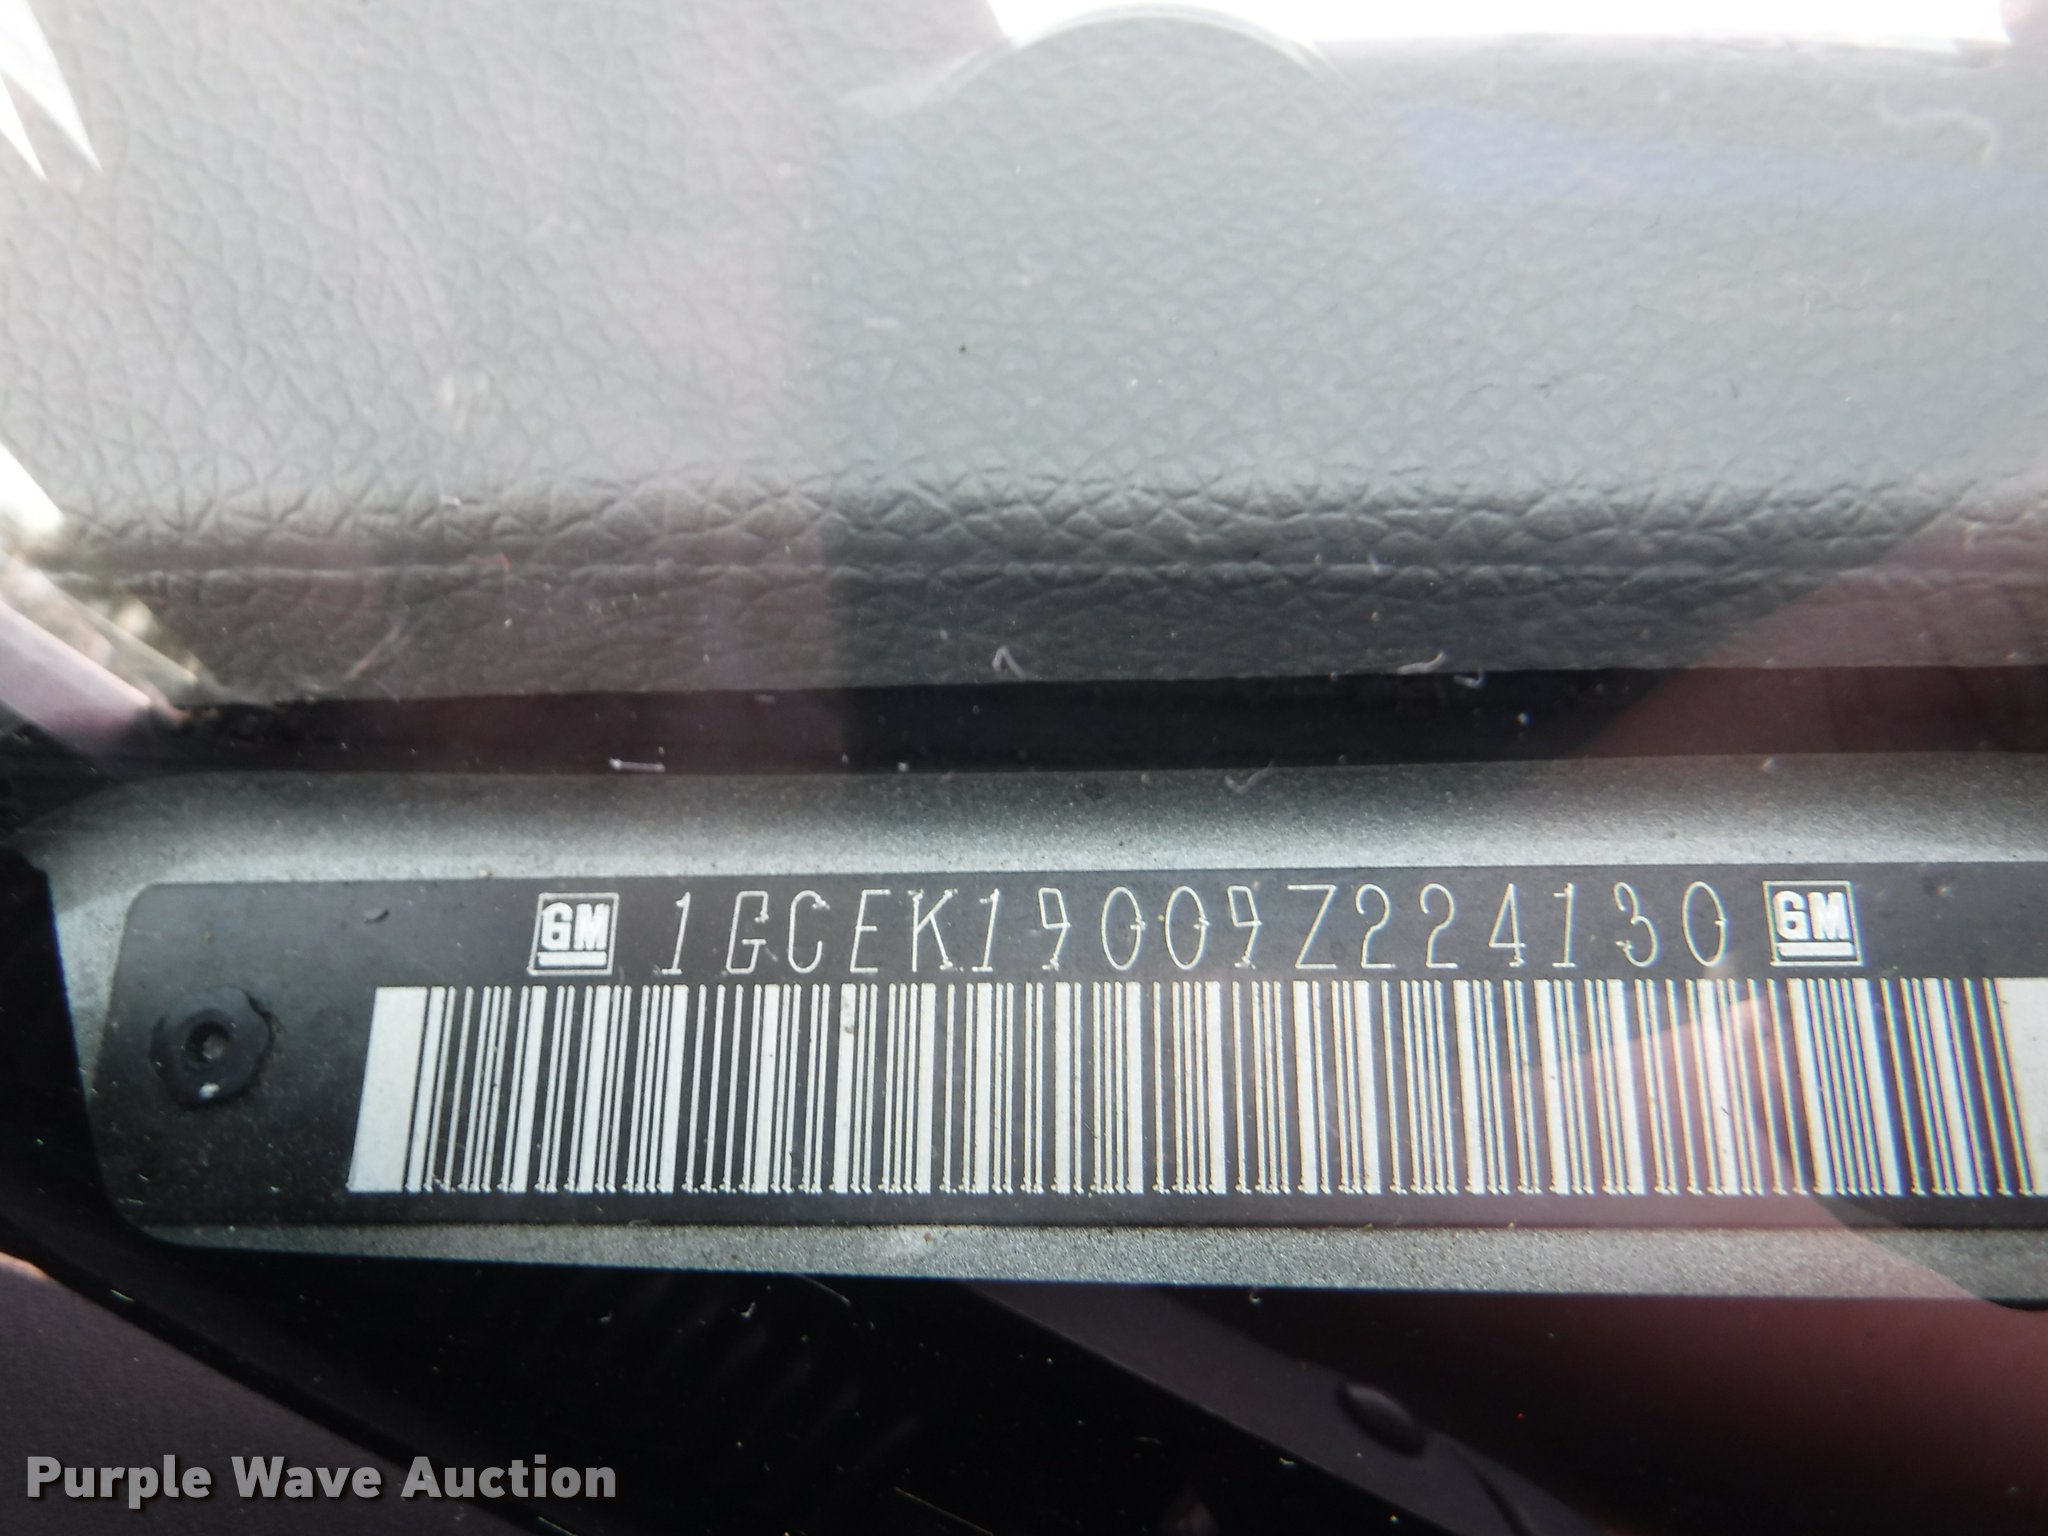 GM 1GCEK19009Z224130 GM
Purple Wave Auction